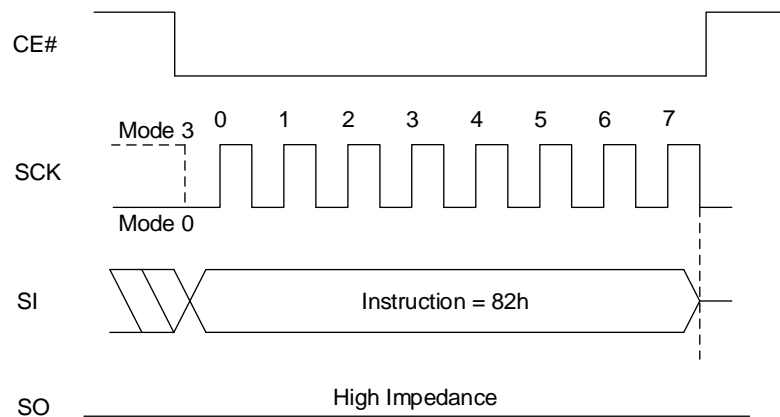 CE#
Mode 3
0 1 2 3 4 5 6 7
SCK
Mode 0
SI
Instruction = 82h
SO
High Impedance